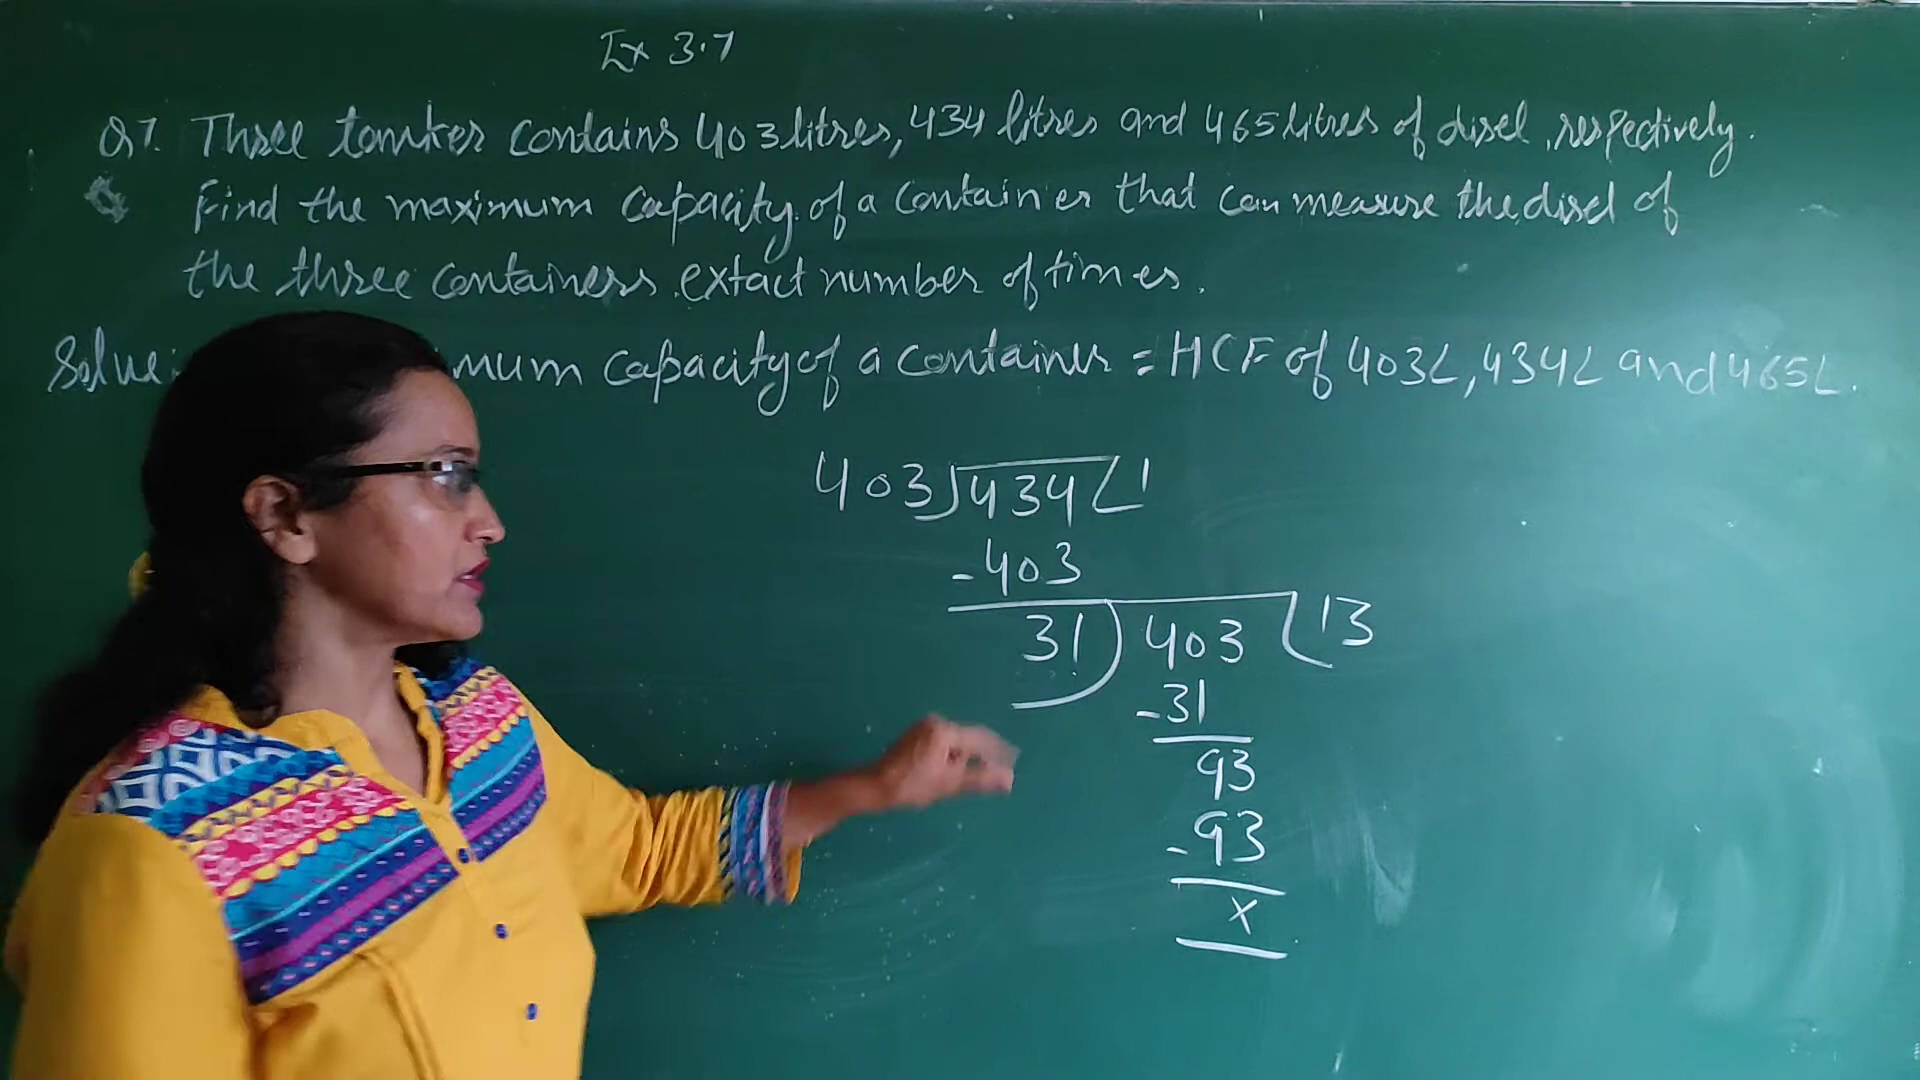 Ex 3.7
Q7. Three tanker contains 403 litres, 434 litres and 465 litres of disel, respectively.
Find the maximum capacity of a container that can measure the disel of
the three containers extact number of times.
Solve: mum capacity of a container = HCF of 403L, 434L and 465L.
403)434(1
-403
31)403(13
-31
93
-93
x